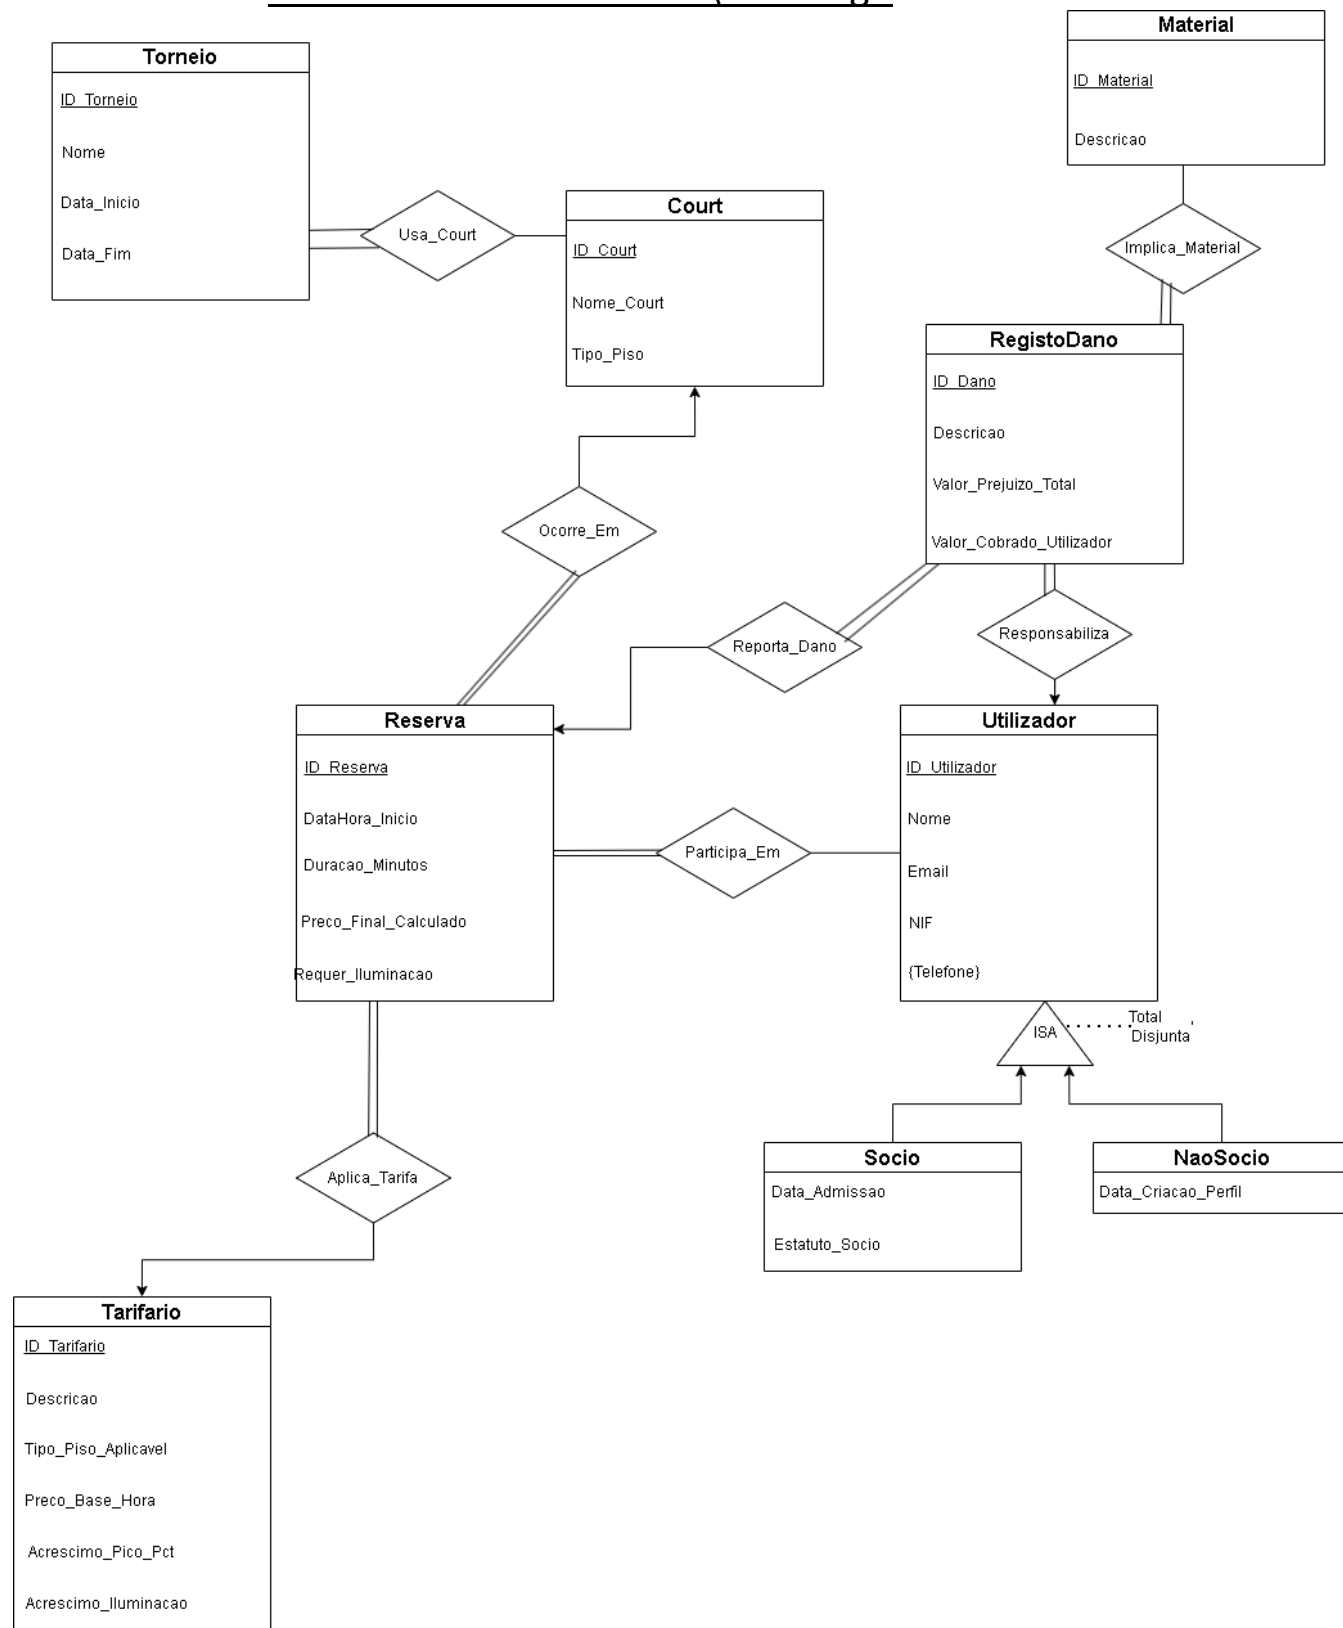 Torneio
ID_Torneio
Nome
Data_Inicio
Data_Fim
Material
ID_Material
Descricao
Usa_Court
Court
ID_Court
Nome_Court
Tipo_Piso
Implica_Material
RegistoDano
ID_Dano
Descricao
Valor_Prejuizo_Total
Valor_Cobrado_Utilizador
Ocorre_Em
Reporta_Dano
Responsabiliza
Reserva
ID_Reserva
DataHora_Inicio
Duracao_Minutos
Preco_Final_Calculado
Requer_Iluminacao
Participa_Em
Utilizador
ID_Utilizador
Nome
Email
NIF
{Telefone}
ISA
Total
Disjunta
Aplica_Tarifa
Socio
Data_Admissao
Estatuto_Socio
NaoSocio
Data_Criacao_Perfil
Tarifario
ID_Tarifario
Descricao
Tipo_Piso_Aplicavel
Preco_Base_Hora
Acrescimo_Pico_Pct
Acrescimo_Iluminacao